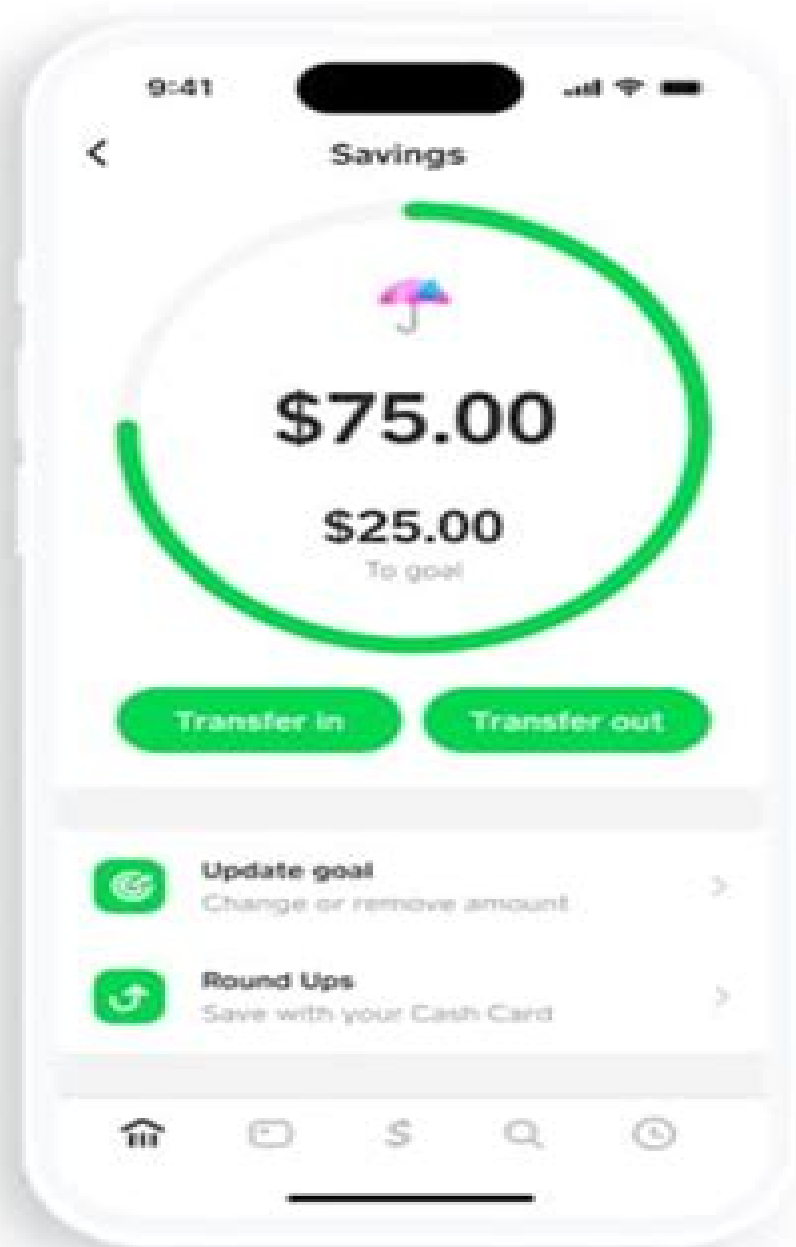 9:41
Savings
$75.00
$25.00
To goal
Transfer in
Transfer out
Update goal
Change or remove amount
Round Ups
Save with your Cash Card
$